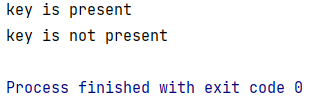 key is present
key is not present
Process finished with exit code 0